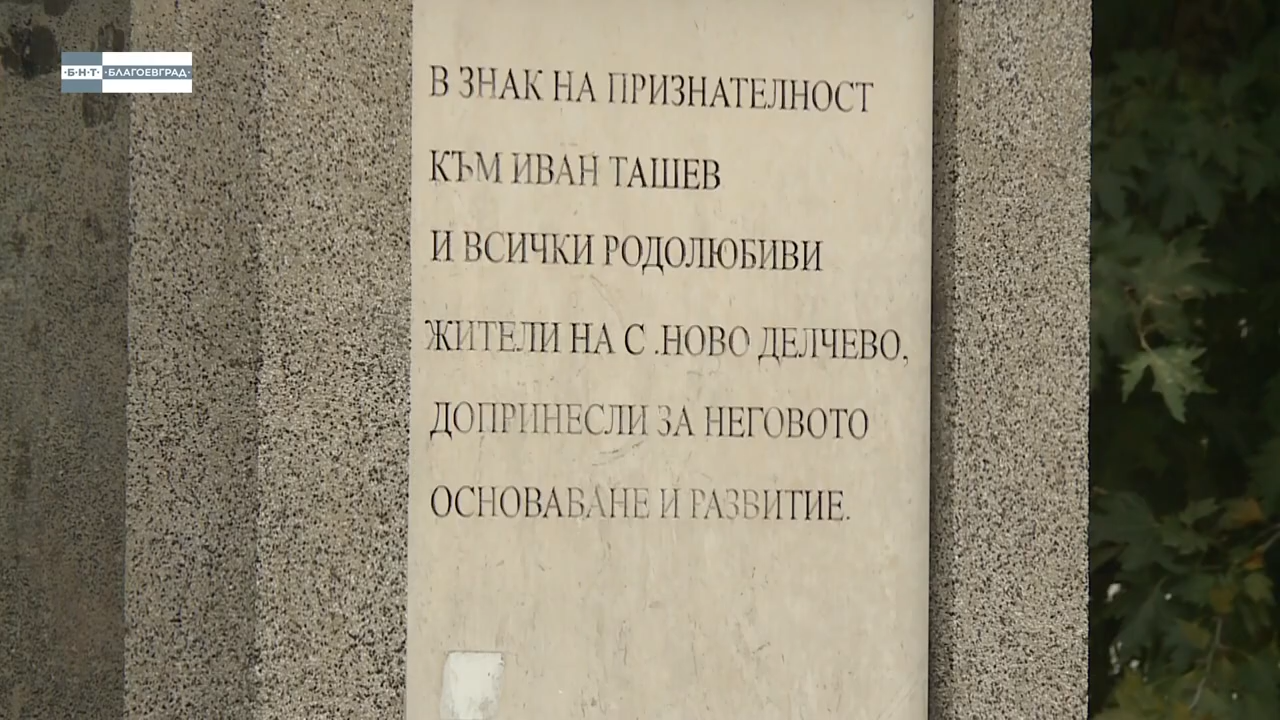 ·Б·Н·Т· ·БЛАГОЕВГРАД·
В ЗНАК НА ПРИЗНАТЕЛНОСТ
КЪМ ИВАН ТАШЕВ
И ВСИЧКИ РОДОЛЮБИВИ
ЖИТЕЛИ НА С .НОВО ДЕЛЧЕВО,
ДОПРИНЕСЛИ ЗА НЕГОВОТО
ОСНОВАВАНЕ И РАЗВИТИЕ.